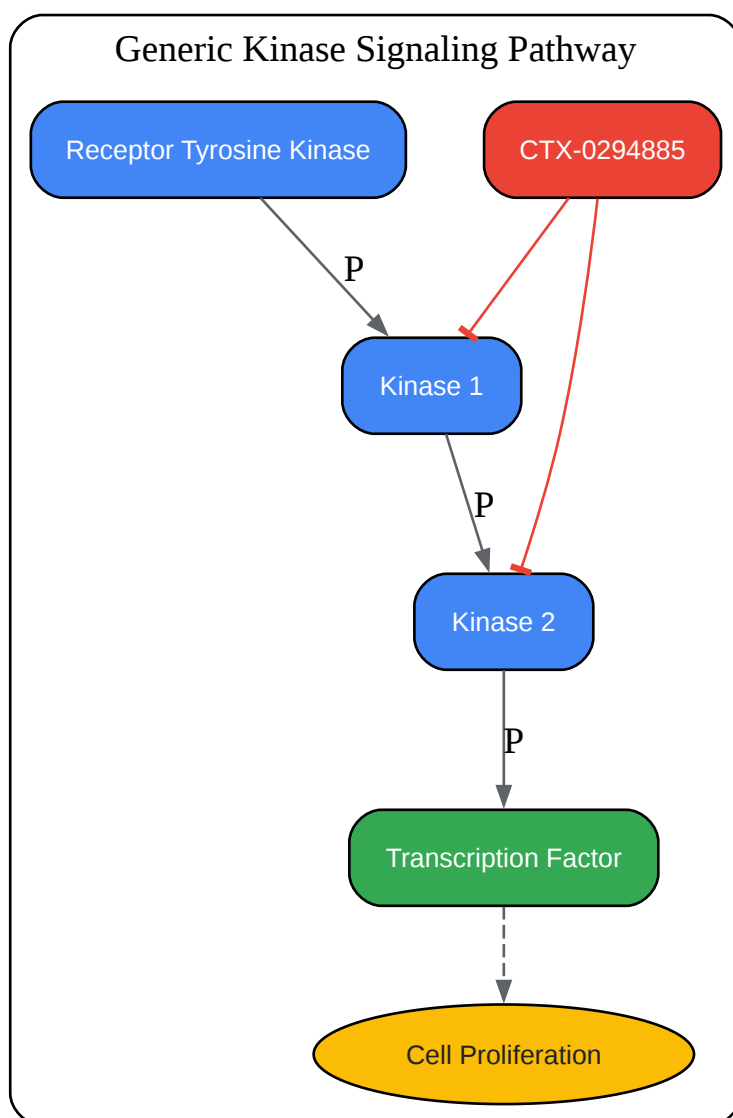 Generic Kinase Signaling Pathway
Receptor Tyrosine Kinase
CTX-0294885
P
Kinase 1
P
Kinase 2
P
Transcription Factor
Cell Proliferation